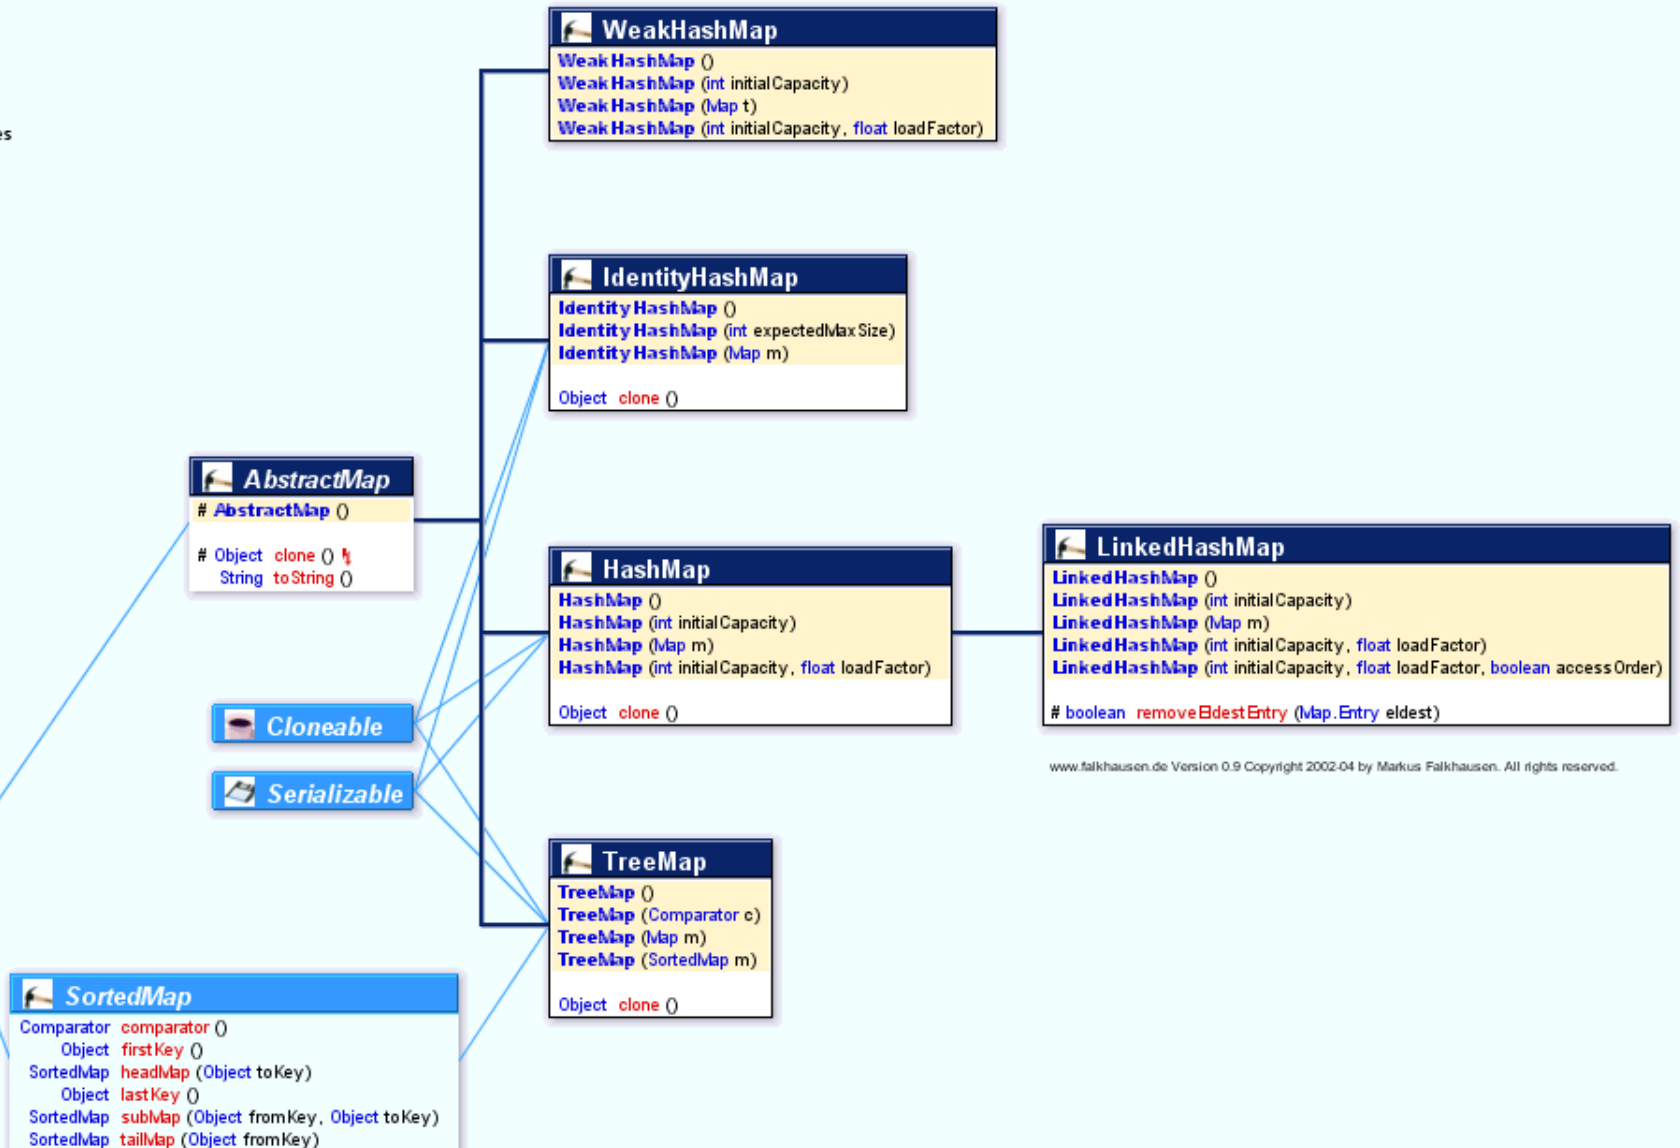 WeakHashMap
WeakHashMap ()
WeakHashMap (int initialCapacity)
WeakHashMap (Map t)
WeakHashMap (int initialCapacity, float loadFactor)
es
IdentityHashMap
IdentityHashMap ()
IdentityHashMap (int expectedMaxSize)
IdentityHashMap (Map m)
Object clone ()
AbstractMap
# AbstractMap ()
# Object clone ()
String toString ()
HashMap
HashMap ()
HashMap (int initialCapacity)
HashMap (Map m)
HashMap (int initialCapacity, float loadFactor)
Object clone ()
LinkedHashMap
LinkedHashMap ()
LinkedHashMap (int initialCapacity)
LinkedHashMap (Map m)
LinkedHashMap (int initialCapacity, float loadFactor)
LinkedHashMap (int initialCapacity, float loadFactor, boolean accessOrder)
# boolean removeEldestEntry (Map.Entry eldest)
www.falkhausen.de Version 0.9 Copyright 2002-04 by Markus Falkhausen. All rights reserved.
Cloneable
Serializable
TreeMap
TreeMap ()
TreeMap (Comparator c)
TreeMap (Map m)
TreeMap (SortedMap m)
Object clone ()
SortedMap
Comparator comparator ()
Object firstKey ()
SortedMap headMap (Object toKey)
Object lastKey ()
SortedMap subMap (Object fromKey, Object toKey)
SortedMap tailMap (Object fromKey)